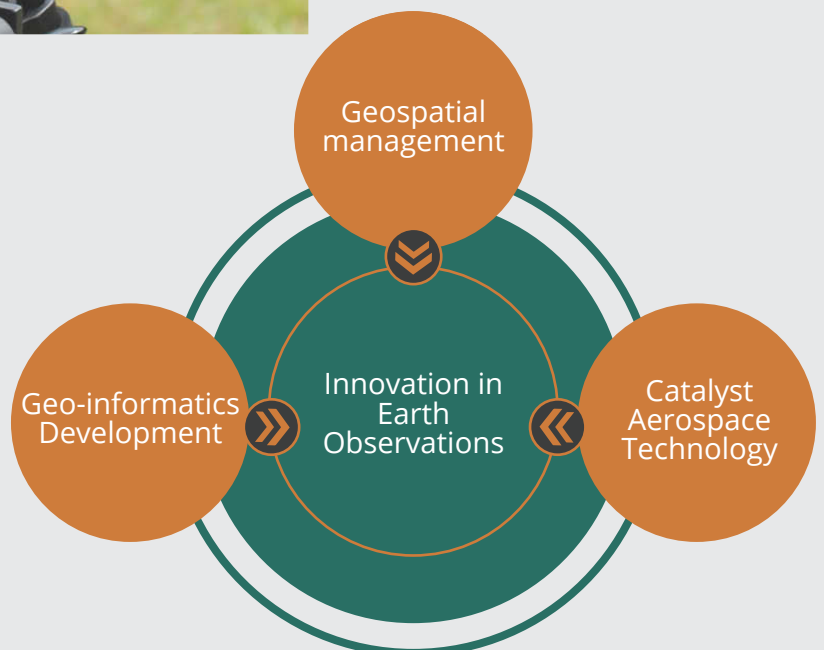 Geospatial
management
Geo-informatics
Development
Innovation in
Earth
Observations
Catalyst
Aerospace
Technology